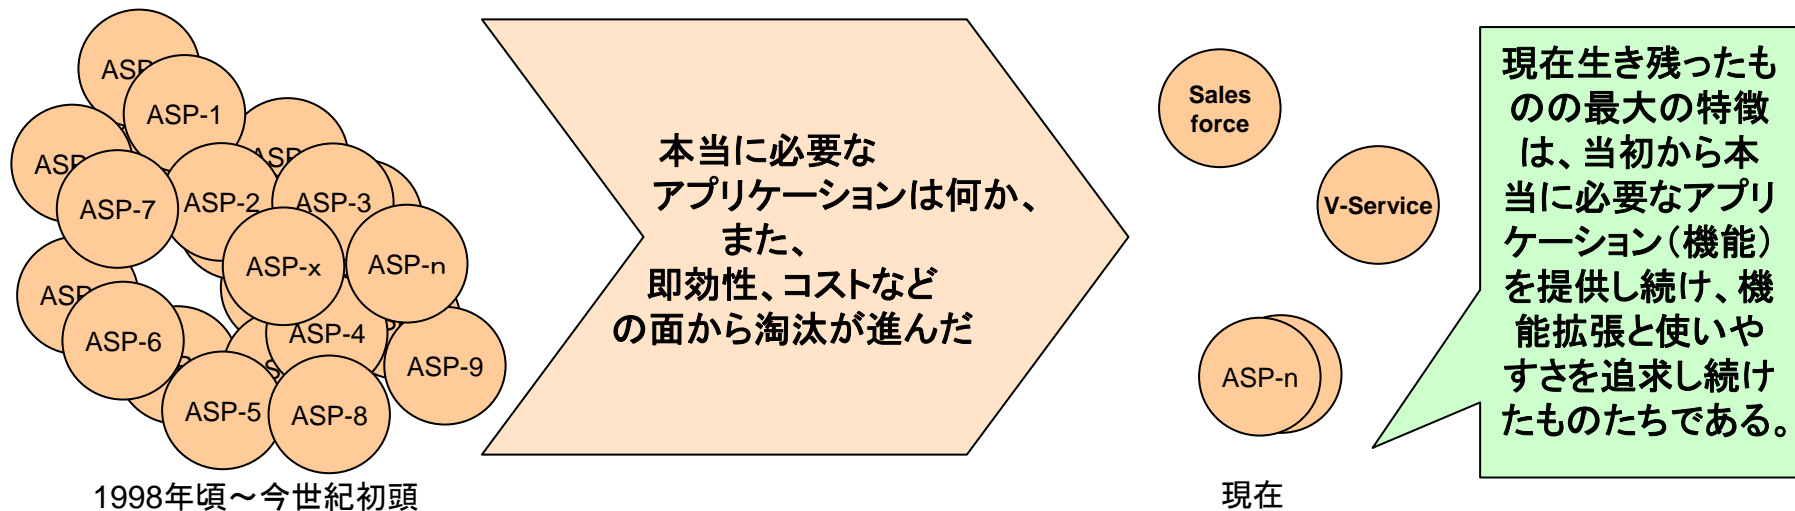 ASP
ASP-1
ASP
ASP
ASP-7
ASP-2
ASP-3
ASP-x
ASP-n
ASP
ASP-6
ASP-4
ASP-9
ASP-5
ASP-8
1998年頃～今世紀初頭
本当に必要な
アプリケーションは何か、
また、
即効性、コストなど
の面から淘汰が進んだ
Sales
force
V-Service
ASP-n
現在
現在生き残ったも
のの最大の特徴
は、当初から本
当に必要なアプリ
ケーション（機能）
を提供し続け、機
能拡張と使いや
すさを追求し続け
たものたちである。